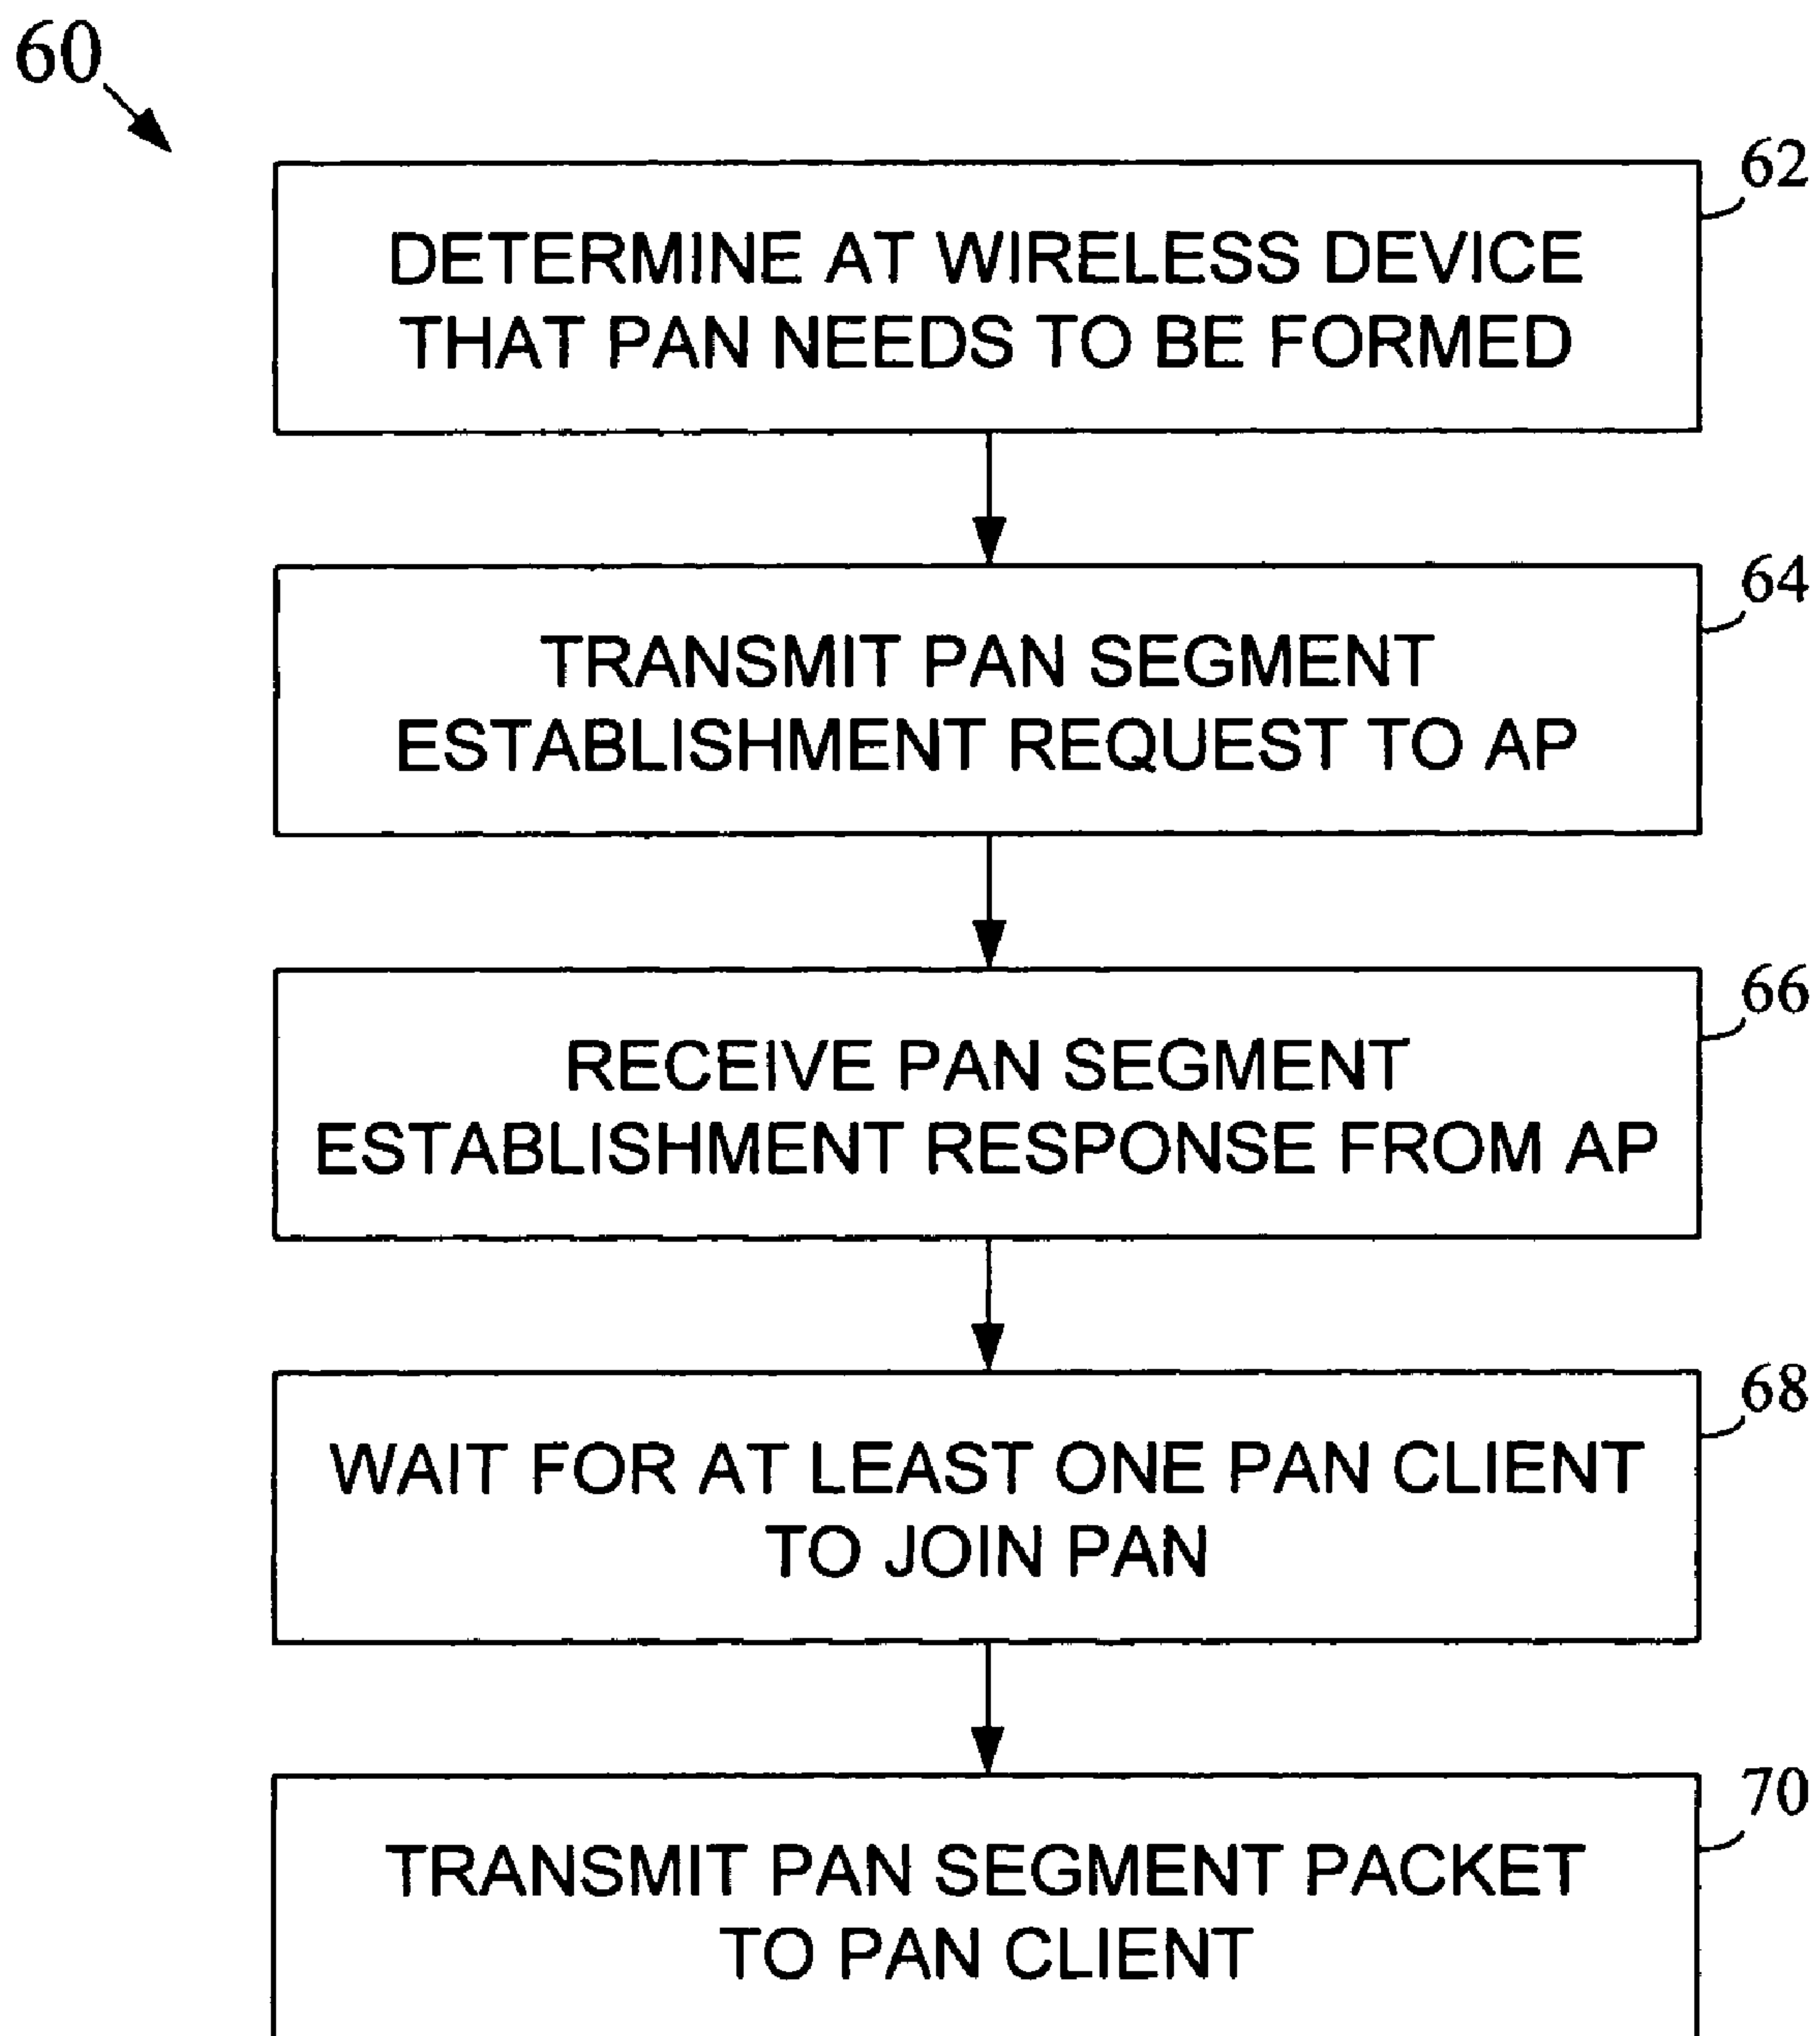 60
62
DETERMINE AT WIRELESS DEVICE
THAT PAN NEEDS TO BE FORMED
64
TRANSMIT PAN SEGMENT
ESTABLISHMENT REQUEST TO AP
66
RECEIVE PAN SEGMENT
ESTABLISHMENT RESPONSE FROM AP
68
WAIT FOR AT LEAST ONE PAN CLIENT
TO JOIN PAN
70
TRANSMIT PAN SEGMENT PACKET
TO PAN CLIENT